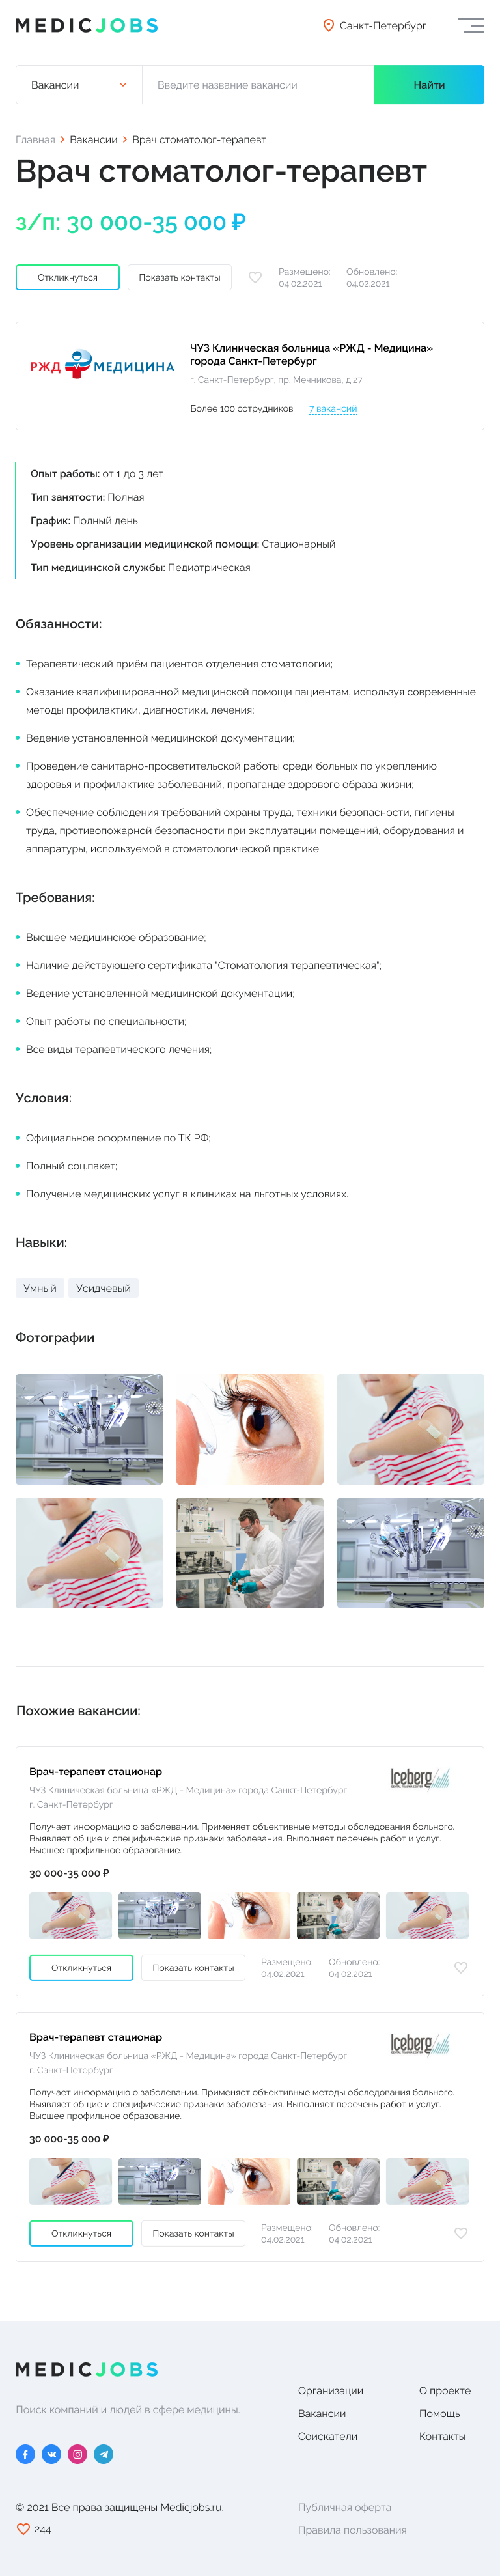 MEDICJOBS
Санкт-Петербург
Вакансии
Введите название вакансии
Найти
Главная > Вакансии > Врач стоматолог-терапевт
Врач стоматолог-терапевт
з/п: 30 000-35 000 ₽
Откликнуться
Показать контакты
Размещено:
04.02.2021
Обновлено:
04.02.2021
РЖД МЕДИЦИНА
ЧУЗ Клиническая больница «РЖД - Медицина»
города Санкт-Петербург
г. Санкт-Петербург, пр. Мечникова, д.27
Более 100 сотрудников
7 вакансий
Опыт работы: от 1 до 3 лет
Тип занятости: Полная
График: Полный день
Уровень организации медицинской помощи: Стационарный
Тип медицинской службы: Педиатрическая
Обязанности:
Терапевтический приём пациентов отделения стоматологии;
Оказание квалифицированной медицинской помощи пациентам, используя современные
методы профилактики, диагностики, лечения;
Ведение установленной медицинской документации;
Проведение санитарно-просветительской работы среди больных по укреплению
здоровья и профилактике заболеваний, пропаганде здорового образа жизни;
Обеспечение соблюдения требований охраны труда, техники безопасности, гигиены
труда, противопожарной безопасности при эксплуатации помещений, оборудования и
аппаратуры, используемой в стоматологической практике.
Требования:
Высшее медицинское образование;
Наличие действующего сертификата "Стоматология терапевтическая";
Ведение установленной медицинской документации;
Опыт работы по специальности;
Все виды терапевтического лечения;
Условия:
Официальное оформление по ТК РФ;
Полный соц.пакет;
Получение медицинских услуг в клиниках на льготных условиях.
Навыки:
Умный
Усидчевый
Фотографии
Похожие вакансии:
Врач-терапевт стационар
Iceberg
ЧУЗ Клиническая больница «РЖД - Медицина» города Санкт-Петербург
г. Санкт-Петербург
Получает информацию о заболевании. Применяет объективные методы обследования больного.
Выявляет общие и специфические признаки заболевания. Выполняет перечень работ и услуг.
Высшее профильное образование.
30 000-35 000 ₽
Откликнуться
Показать контакты
Размещено:
04.02.2021
Обновлено:
04.02.2021
Врач-терапевт стационар
Iceberg
ЧУЗ Клиническая больница «РЖД - Медицина» города Санкт-Петербург
г. Санкт-Петербург
Получает информацию о заболевании. Применяет объективные методы обследования больного.
Выявляет общие и специфические признаки заболевания. Выполняет перечень работ и услуг.
Высшее профильное образование.
30 000-35 000 ₽
Откликнуться
Показать контакты
Размещено:
04.02.2021
Обновлено:
04.02.2021
MEDICJOBS
Поиск компаний и людей в сфере медицины.
Организации
Вакансии
Соискатели
О проекте
Помощь
Контакты
© 2021 Все права защищены Medicjobs.ru.
244
Публичная оферта
Правила пользования